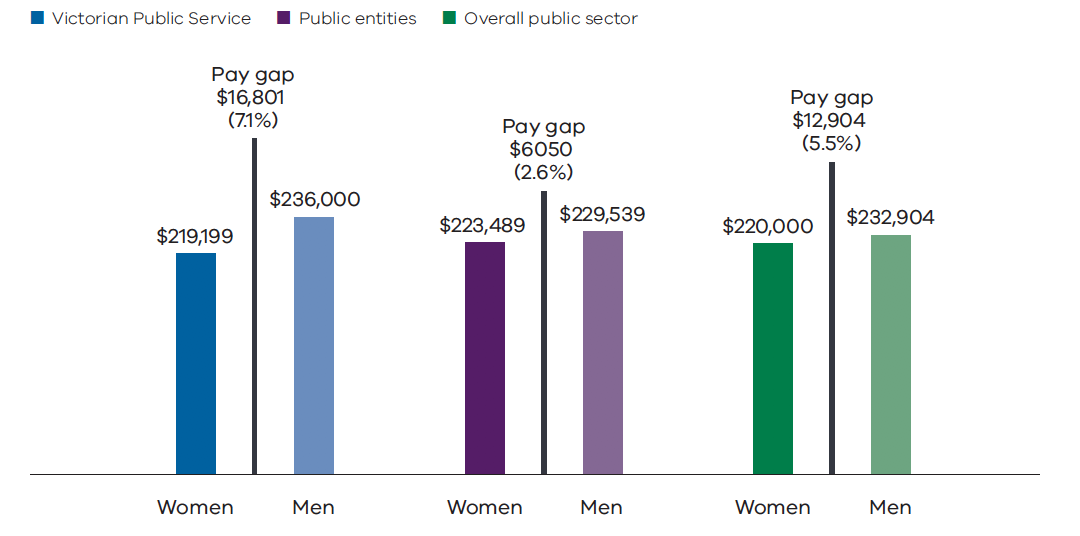 Victorian Public Service Public entities Overall public sector
Pay gap
$16,801
(7.1%)
$219,199
$236,000
Pay gap
$6050
(2.6%)
$223,489
$229,539
Pay gap
$12,904
(5.5%)
$220,000
$232,904
Women Men Women Men Women Men